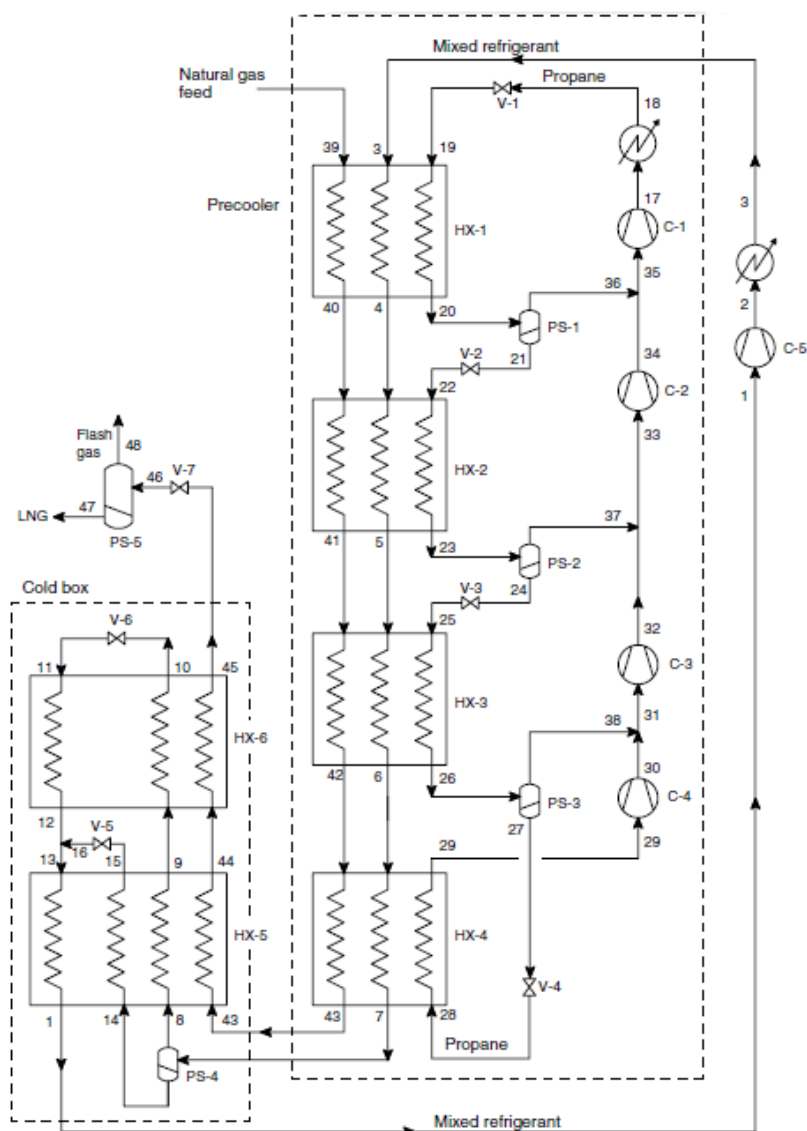 Mixed refrigerant
Natural gas
feed
Propane
V-1
18
39
3
19
Precooler
HX-1
17
C-1
3
35
36
40
4
20
PS-1
2
V-2
21
34
C-5
22
C-2
1
Flash
gas
48
33
V-7
46
HX-2
47
LNG
PS-5
37
41
5
23
PS-2
Cold box
V-3
24
32
V-6
25
11
10
45
C-3
HX-3
31
38
HX-6
42
6
26
30
PS-3
C-4
12
V-5
27
16
15
9
44
29
29
13
HX-5
HX-4
V-4
1
14
8
43
43
7
28
PS-4
Propane
Mixed refrigerant